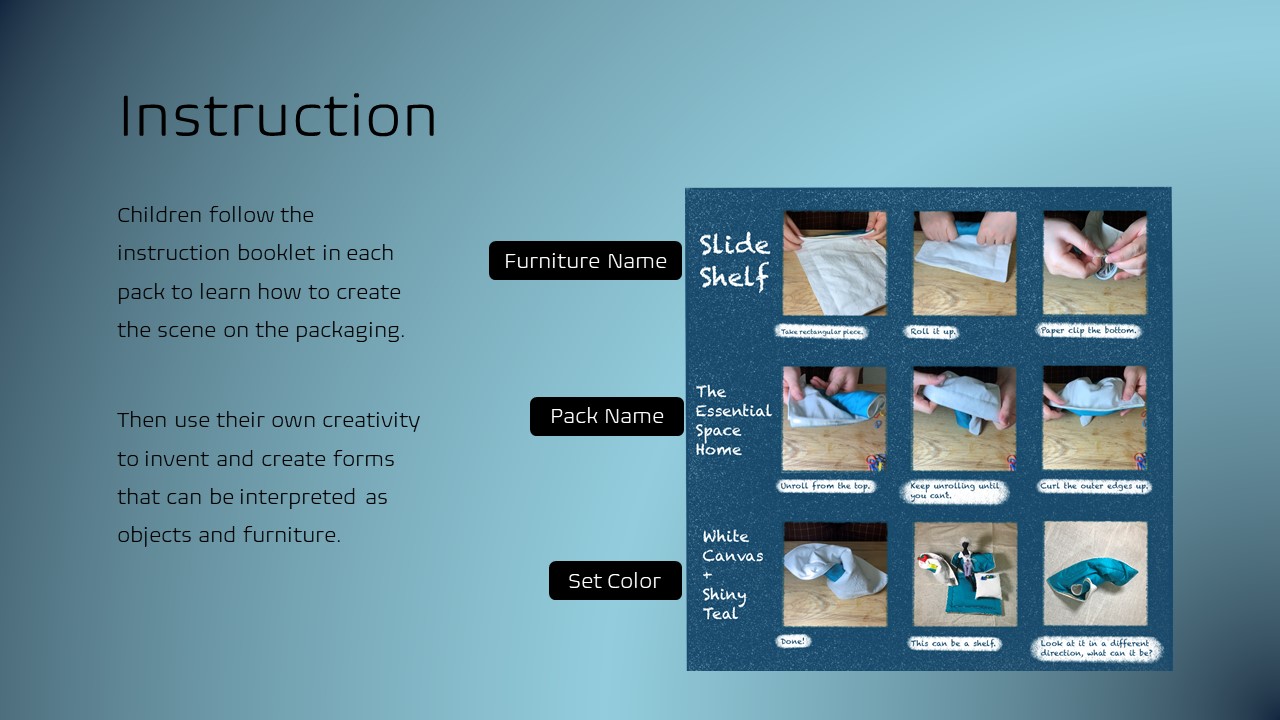 Instruction
Children follow the
instruction booklet in each
pack to learn how to create
the scene on the packaging.
Then use their own creativity
to invent and create forms
that can be interpreted as
objects and furniture.
Furniture Name
Pack Name
Set Color
Slide
Shelf
Take rectangular piece.
Roll it up.
Paper clip the bottom.
The
Essential
Space
Home
Unroll from the top.
Keep unrolling until
you cant.
Curl the outer edges up.
White
Canvas
+
Shiny
Teal
Done!
This can be a shelf.
Look at it in a different
direction, what can it be?